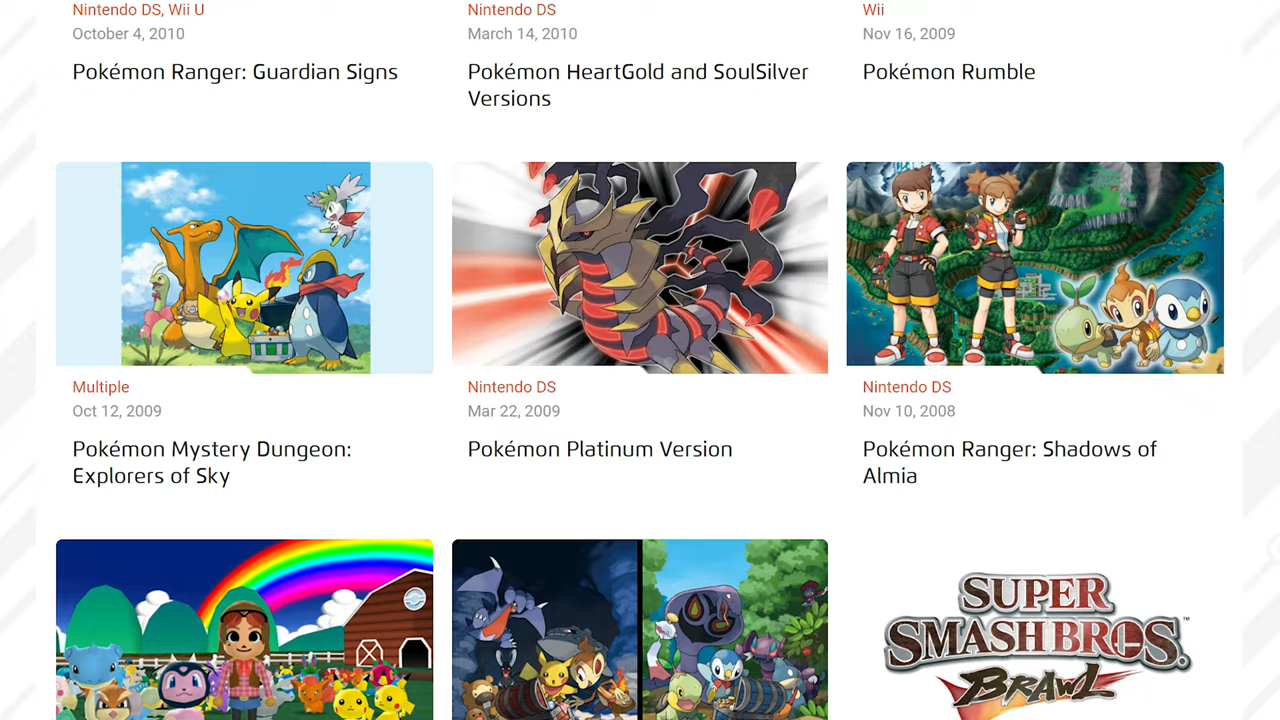 Nintendo DS, Wii U
October 4, 2010
Pokémon Ranger: Guardian Signs
Nintendo DS
March 14, 2010
Pokémon HeartGold and SoulSilver
Versions
Wii
Nov 16, 2009
Pokémon Rumble
Multiple
Oct 12, 2009
Pokémon Mystery Dungeon:
Explorers of Sky
Nintendo DS
Mar 22, 2009
Pokémon Platinum Version
Nintendo DS
Nov 10, 2008
Pokémon Ranger: Shadows of
Almia
SUPER
SMASH BROS.™
BRAWL